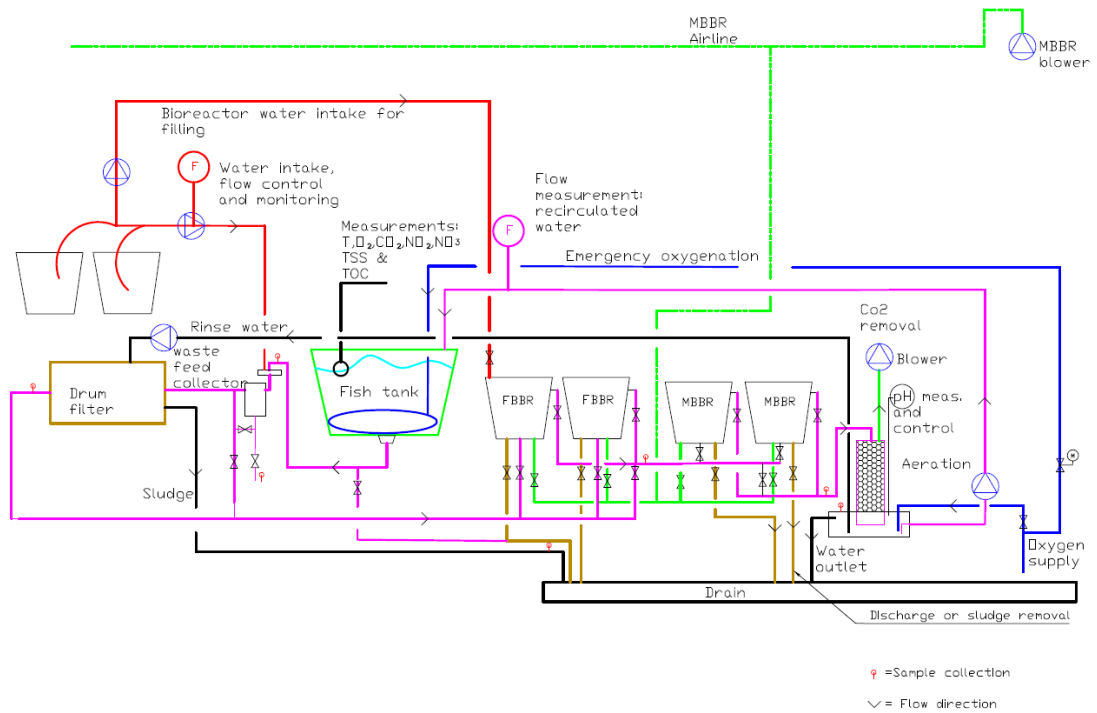 MBBR
Airline
MBBR
blower
Bioreactor water intake for
filling
F
Water intake,
flow control
and monitoring
Flow
measurement:
recirculated
water
F
Measurements:
T,O₂,CO₂,NO₂,NO³
TSS &
TOC
Emergency oxygenation
Rinse water
waste
feed
collector
Drum
filter
Fish tank
FBBR
FBBR
MBBR
MBBR
Co2
removal
Blower
pH meas.
and
control
Aeration
M
Sludge
Water
outlet
Oxygen
supply
Drain
Discharge or sludge removal
=Sample collection
= Flow direction